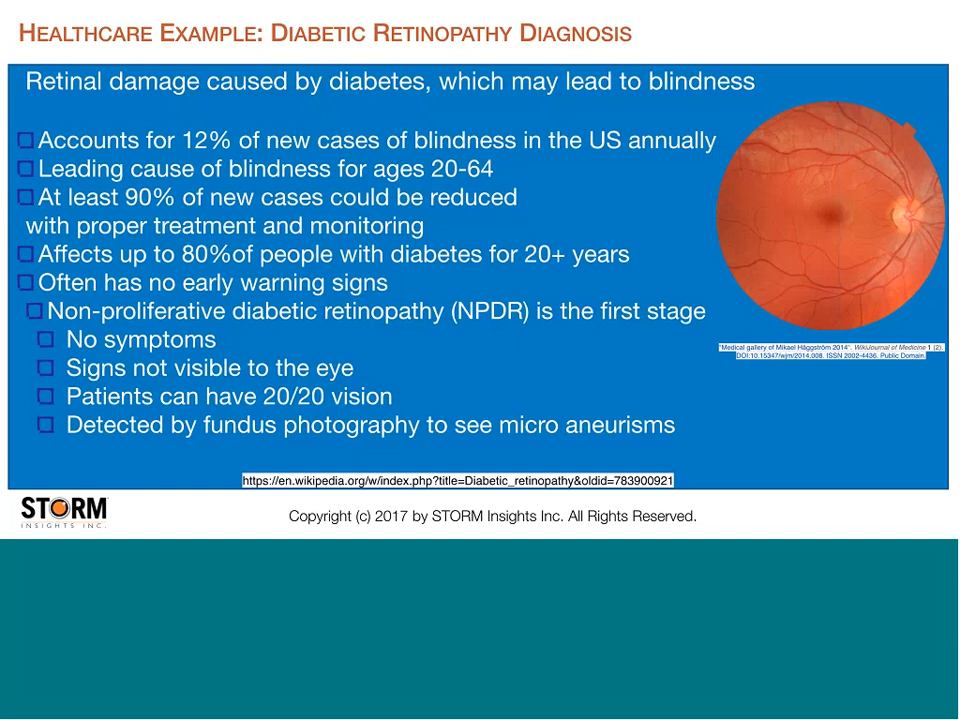 HEALTHCARE EXAMPLE: DIABETIC RETINOPATHY DIAGNOSIS
Retinal damage caused by diabetes, which may lead to blindness
Accounts for 12% of new cases of blindness in the US annually
Leading cause of blindness for ages 20-64
At least 90% of new cases could be reduced
with proper treatment and monitoring
Affects up to 80%of people with diabetes for 20+ years
Often has no early warning signs
Non-proliferative diabetic retinopathy (NPDR) is the first stage
No symptoms
Signs not visible to the eye
Patients can have 20/20 vision
Detected by fundus photography to see micro aneurisms
"Medical gallery of Mikael Häggström 2014". WikiJournal of Medicine 1 (2).
DOI:10.15347/wjm/2014.008. ISSN 2002-4436. Public Domain.
https://en.wikipedia.org/w/index.php?title=Diabetic_retinopathy&oldid=783900921
STORM
INSIGHTS INC.
Copyright (c) 2017 by STORM Insights Inc. All Rights Reserved.